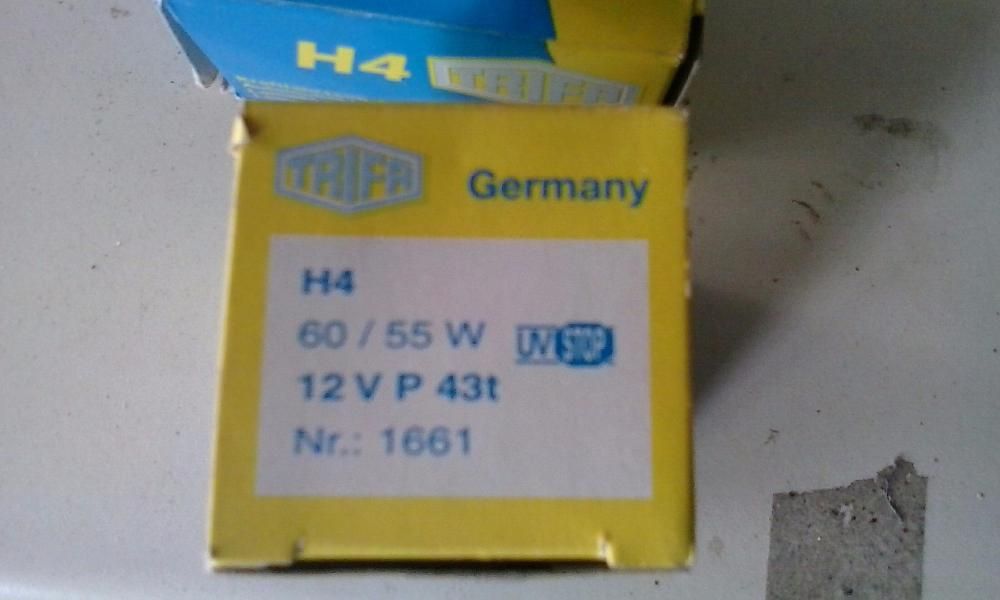 H4 TRIFA
TRIFA Germany
H4
60 / 55 W UV STOP
12 V P 43t
Nr.: 1661